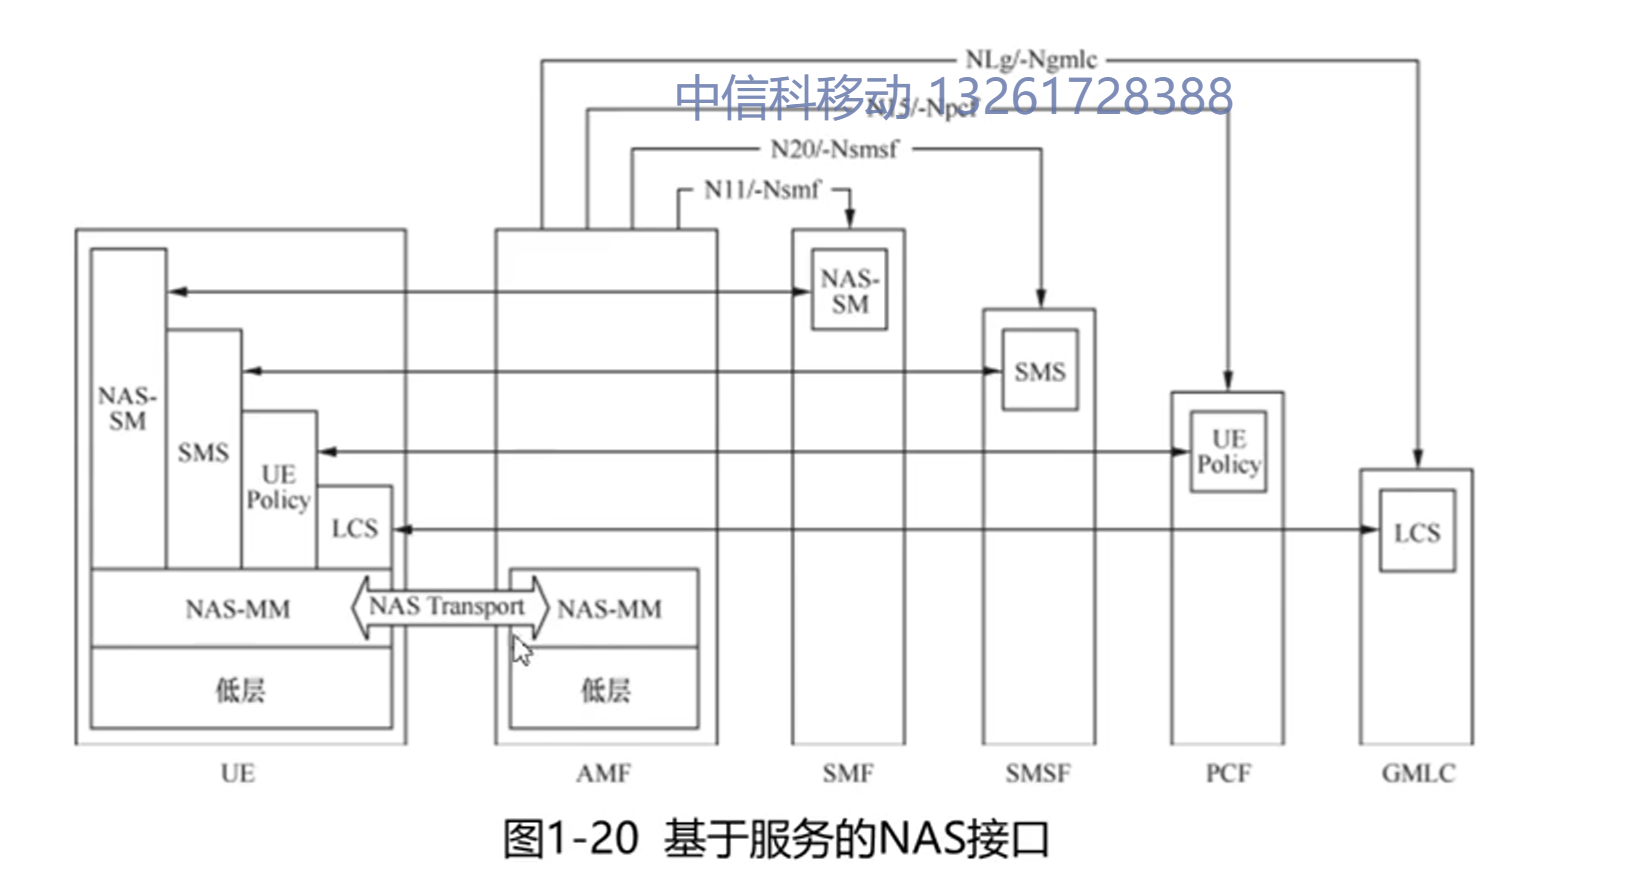 NLg/-Ngmlc
中信科移动 13261728388
N15/-Npcf
N20/-Nsmsf
N11/-Nsmf
NAS-
SM
SMS
UE
Policy
LCS
NAS-
SM
SMS
UE
Policy
LCS
NAS-MM
NAS Transport
NAS-MM
低层
低层
UE
AMF
SMF
SMSF
PCF
GMLC
图1-20 基于服务的NAS接口